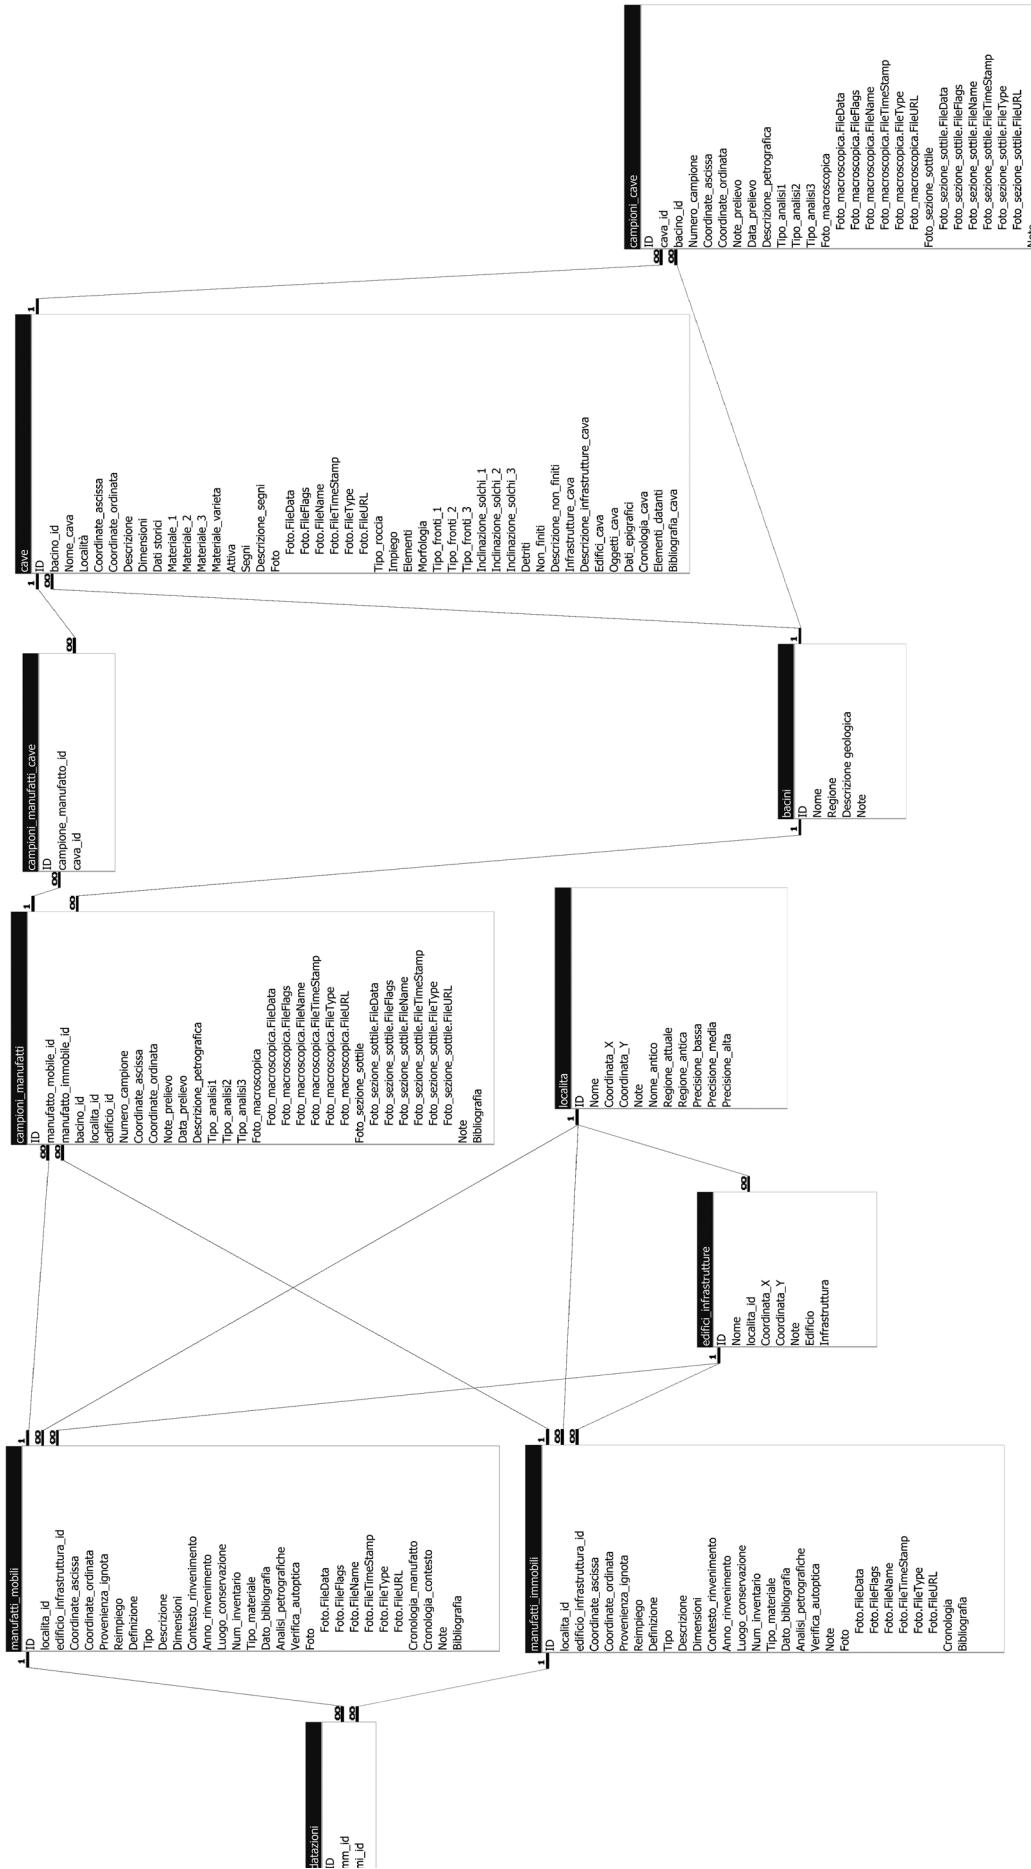 datazioni
ID
mm_id
mi_id
manufatti_mobili
ID
localita_id
edificio_infrastruttura_id
Coordinate_ascissa
Coordinate_ordinata
Provenienza_ignota
Reimpiego
Definizione
Tipo
Descrizione
Dimensioni
Contesto_rinvenimento
Anno_rinvenimento
Luogo_conservazione
Num_inventario
Tipo_materiale
Dato_bibliografia
Analisi_petrografiche
Verifica_autoptica
Foto
Foto.FileData
Foto.FileFlags
Foto.FileName
Foto.FileTimeStamp
Foto.FileType
Foto.FileURL
Cronologia_manufatto
Cronologia_contesto
Note
Bibliografia
manufatti_immobili
ID
localita_id
edificio_infrastruttura_id
Coordinate_ascissa
Coordinate_ordinata
Provenienza_ignota
Reimpiego
Definizione
Tipo
Descrizione
Dimensioni
Contesto_rinvenimento
Anno_rinvenimento
Luogo_conservazione
Num_inventario
Tipo_materiale
Dato_bibliografia
Analisi_petrografiche
Verifica_autoptica
Note
Foto
Foto.FileData
Foto.FileFlags
Foto.FileName
Foto.FileTimeStamp
Foto.FileType
Foto.FileURL
Cronologia
Bibliografia
edifici_infrastrutture
ID
Nome
localita_id
Coordinata_X
Coordinata_Y
Note
Edificio
Infrastruttura
campioni_manufatti
ID
manufatto_mobile_id
manufatto_immobile_id
bacino_id
localita_id
edificio_id
Numero_campione
Coordinate_ascissa
Coordinate_ordinata
Note_prelievo
Data_prelievo
Descrizione_petrografica
Tipo_analisi1
Tipo_analisi2
Tipo_analisi3
Foto_macroscopica
Foto_macroscopica.FileData
Foto_macroscopica.FileFlags
Foto_macroscopica.FileName
Foto_macroscopica.FileTimeStamp
Foto_macroscopica.FileType
Foto_macroscopica.FileURL
Foto_sezione_sottile
Foto_sezione_sottile.FileData
Foto_sezione_sottile.FileFlags
Foto_sezione_sottile.FileName
Foto_sezione_sottile.FileTimeStamp
Foto_sezione_sottile.FileType
Foto_sezione_sottile.FileURL
Note
Bibliografia
localita
ID
Nome
Coordinata_X
Coordinata_Y
Note
Nome_antico
Regione_attuale
Regione_antica
Precisione_bassa
Precisione_media
Precisione_alta
campioni_manufatti_cave
ID
campione_manufatto_id
cava_id
bacini
ID
Nome
Regione
Descrizione geologica
Note
cave
ID
bacino_id
None_cava
Località
Coordinate_ascissa
Coordinate_ordinata
Descrizione
Dimensioni
Dati storici
Materiale_1
Materiale_2
Materiale_3
Materiale_varieta
Attiva
Segni
Descrizione_segni
Foto
Foto.FileData
Foto.FileFlags
Foto.FileName
Foto.FileTimeStamp
Foto.FileType
Foto.FileURL
Tipo_roccia
Impiego
Elementi
Morfologia
Tipo_fronti_1
Tipo_fronti_2
Tipo_fronti_3
Inclinazione_solchi_1
Inclinazione_solchi_2
Inclinazione_solchi_3
Detriti
Non_finiti
Descrizione_non_finiti
Infrastrutture_cava
Descrizione_infrastrutture_cava
Edifici_cava
Oggetti_cava
Dati_epigrafici
Cronologia_cava
Elementi_datanti
Bibliografia_cava
campioni_cave
ID
cava_id
bacino_id
Numero_campione
Coordinate_ascissa
Coordinate_ordinata
Note_prelievo
Data_prelievo
Descrizione_petrografica
Tipo_analisi1
Tipo_analisi2
Tipo_analisi3
Foto_macroscopica
Foto_macroscopica.FileData
Foto_macroscopica.FileFlags
Foto_macroscopica.FileName
Foto_macroscopica.FileTimeStamp
Foto_macroscopica.FileType
Foto_macroscopica.FileURL
Foto_sezione_sottile
Foto_sezione_sottile.FileData
Foto_sezione_sottile.FileFlags
Foto_sezione_sottile.FileName
Foto_sezione_sottile.FileTimeStamp
Foto_sezione_sottile.FileType
Foto_sezione_sottile.FileURL
Note